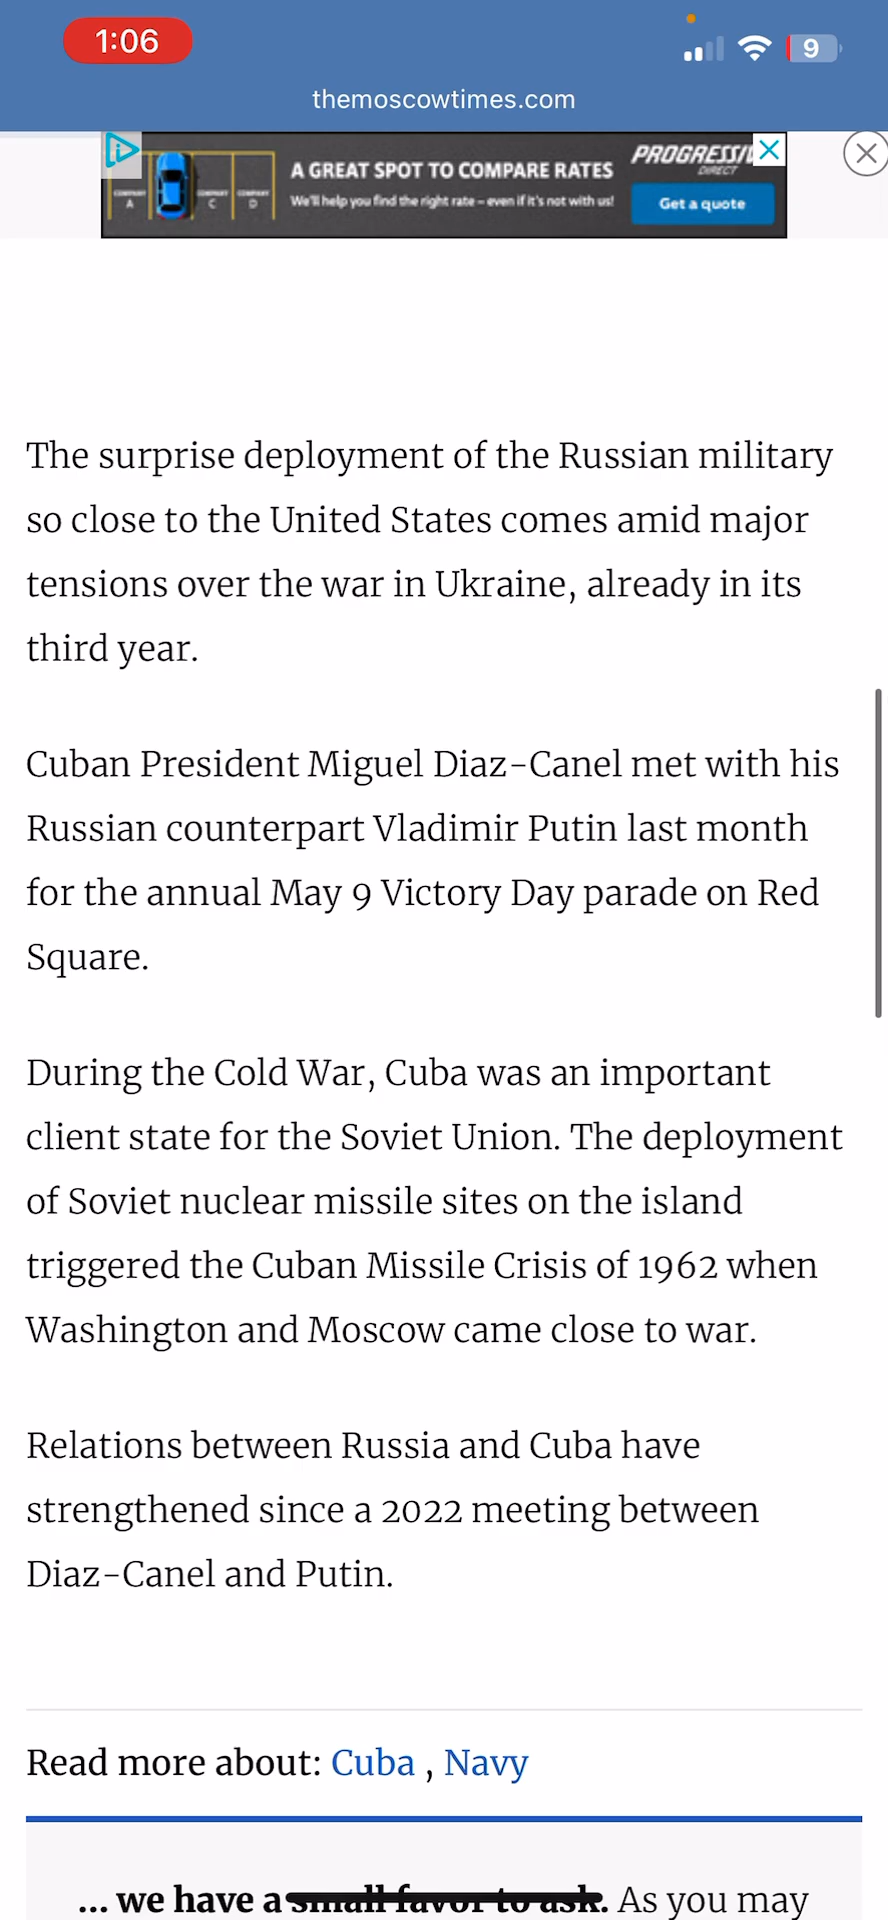 1:06
9
themoscowtimes.com
A GREAT SPOT TO COMPARE RATES
We'll help you find the right rate – even if it's not with us!
DIRECT
Get a quote
COMPANY
A
COMPANY
C
COMPANY
D
The surprise deployment of the Russian military
so close to the United States comes amid major
tensions over the war in Ukraine, already in its
third year.
Cuban President Miguel Diaz-Canel met with his
Russian counterpart Vladimir Putin last month
for the annual May 9 Victory Day parade on Red
Square.
During the Cold War, Cuba was an important
client state for the Soviet Union. The deployment
of Soviet nuclear missile sites on the island
triggered the Cuban Missile Crisis of 1962 when
Washington and Moscow came close to war.
Relations between Russia and Cuba have
strengthened since a 2022 meeting between
Diaz-Canel and Putin.
Read more about: Cuba , Navy
... we have a small favor to ask. As you may